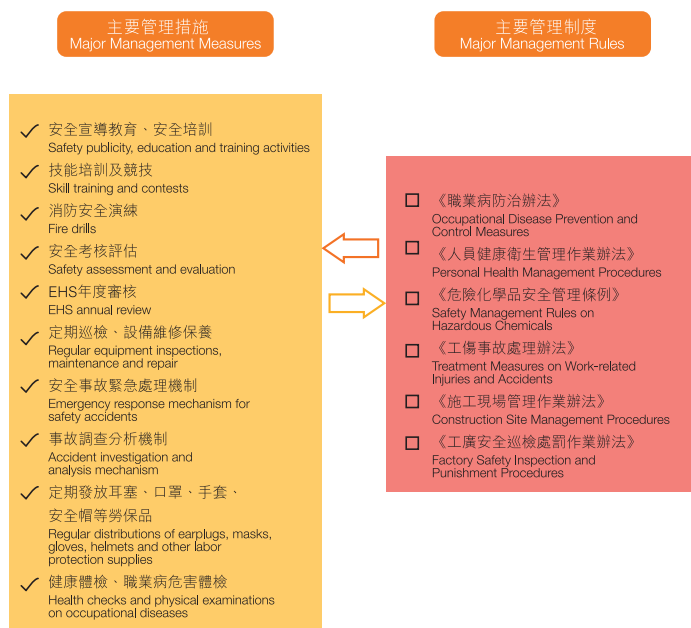 主要管理措施
Major Management Measures
主要管理制度
Major Management Rules
安全宣導教育、安全培訓
Safety publicity, education and training activities
技能培訓及競技
Skill training and contests
消防安全演練
Fire drills
安全考核評估
Safety assessment and evaluation
EHS年度審核
EHS annual review
定期巡檢、設備維修保養
Regular equipment inspections,
maintenance and repair
安全事故緊急處理機制
Emergency response mechanism for
safety accidents
事故調查分析機制
Accident investigation and
analysis mechanism
定期發放耳塞、口罩、手套、
安全帽等勞保品
Regular distributions of earplugs, masks,
gloves, helmets and other labor
protection supplies
健康體檢、職業病危害體檢
Health checks and physical examinations
on occupational diseases
《職業病防治辦法》
Occupational Disease Prevention and
Control Measures
《人員健康衛生管理作業辦法》
Personal Health Management Procedures
《危險化學品安全管理條例》
Safety Management Rules on
Hazardous Chemicals
《工傷事故處理辦法》
Treatment Measures on Work-related
Injuries and Accidents
《施工現場管理作業辦法》
Construction Site Management Procedures
《工廣安全巡檢處罰作業辦法》
Factory Safety Inspection and
Punishment Procedures